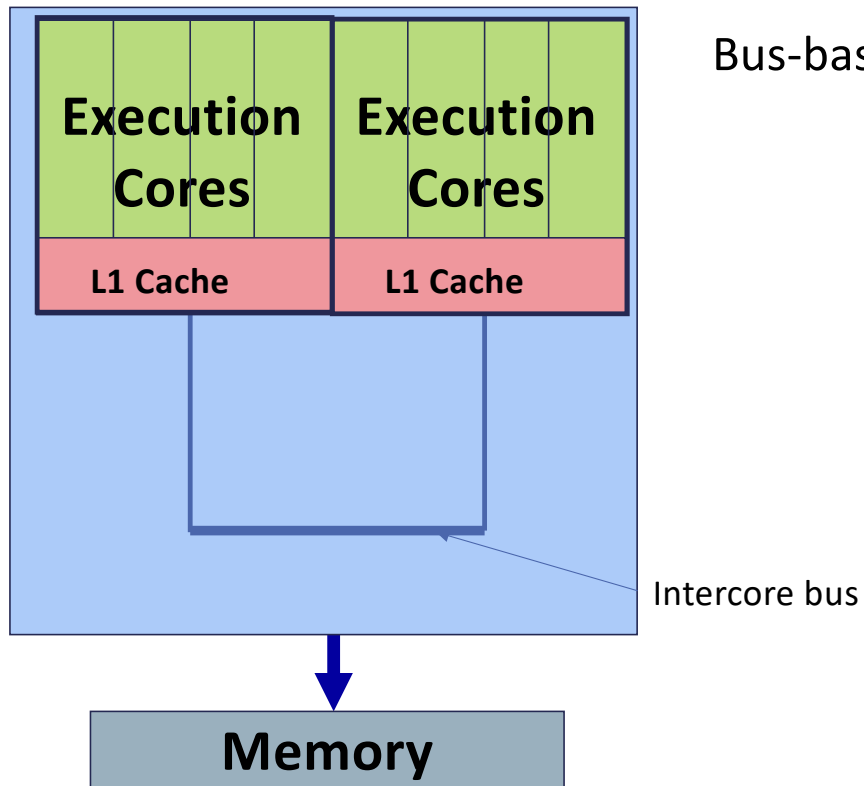 Bus-bas
Execution
Cores
Execution
Cores
L1 Cache
L1 Cache
Intercore bus
Memory